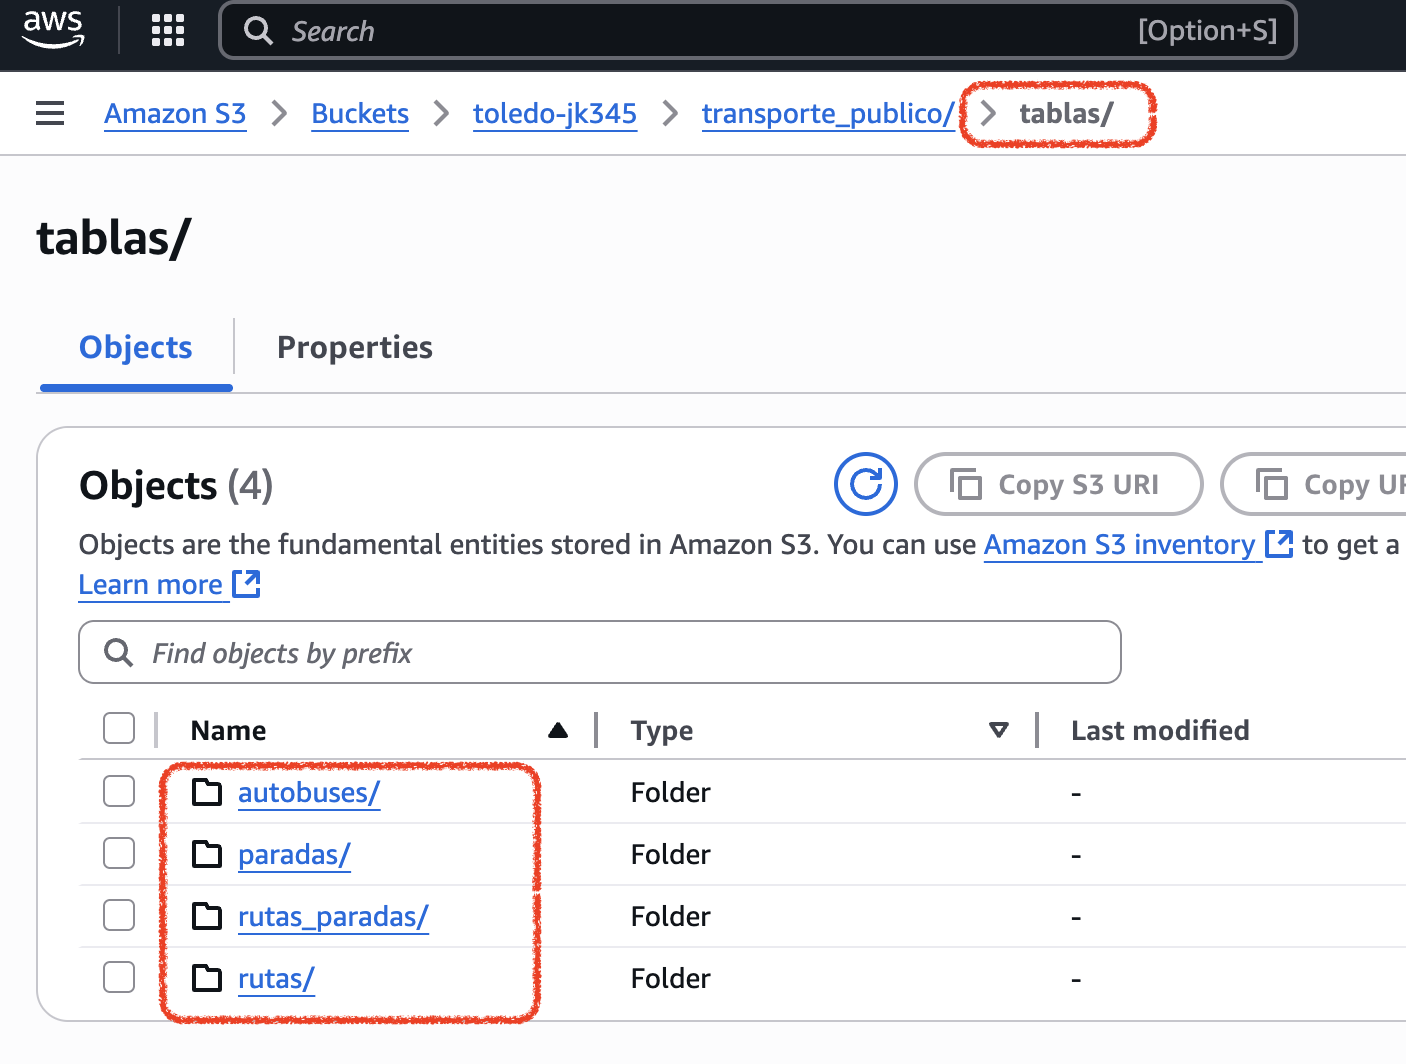 aws Search [Option+S]
Amazon S3 > Buckets > toledo-jk345 > transporte_publico/ > tablas/
tablas/
Objects Properties
Objects (4) Copy S3 URI Copy UR
Objects are the fundamental entities stored in Amazon S3. You can use Amazon S3 inventory to get a
Learn more
Find objects by prefix
Name Type Last modified
autobuses/ Folder -
paradas/ Folder -
rutas_paradas/ Folder -
rutas/ Folder -